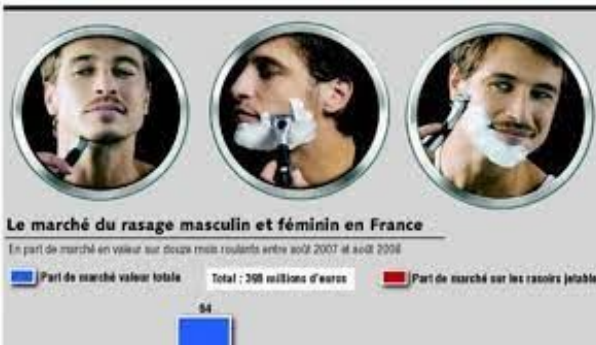 Le marché du rasage masculin et féminin en France
En part de marché en valeur sur douze mois roulants entre août 2007 et août 2008
Part de marché valeur totale
Total : 398 millions d'euros
Part de marché sur les rasoirs jetable
64